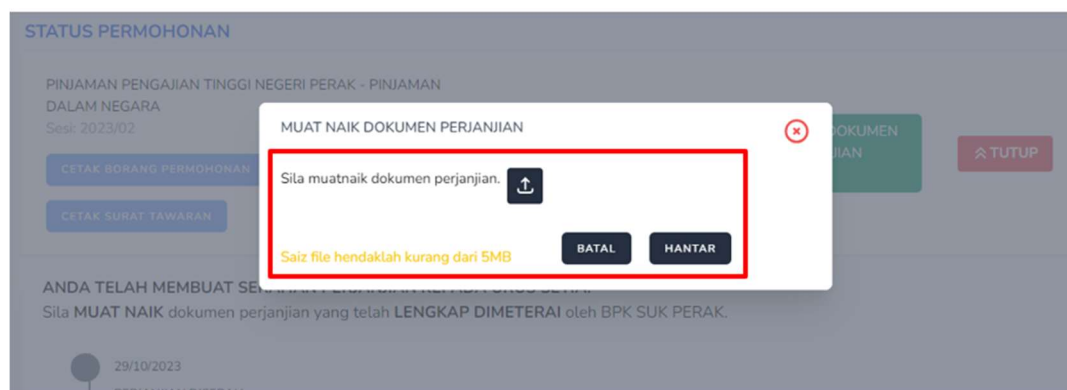 STATUS PERMOHONAN
PINJAMAN PENGAJIAN TINGGI NEGERI PERAK - PINJAMAN
DALAM NEGARA
Sesi: 2023/02
CETAK BORANG PERMOHONAN
CETAK SURAT TAWARAN
MUAT NAIK DOKUMEN PERJANJIAN
Sila muatnaik dokumen perjanjian.
Saiz file hendaklah kurang dari 5MB
BATAL
HANTAR
DOKUMEN
TUTUP
ANDA TELAH MEMBUAT
Sila MUAT NAIK dokumen perjanjian yang telah LENGKAP DIMETERAI oleh BPK SUK PERAK.
29/10/2023